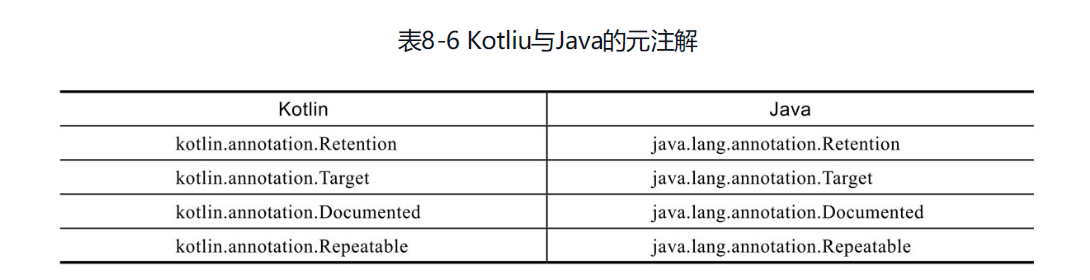 表8-6 Kotliu与Java的元注解
Kotlin Java
kotlin.annotation.Retention java.lang.annotation.Retention
kotlin.annotation.Target java.lang.annotation.Target
kotlin.annotation.Documented java.lang.annotation.Documented
kotlin.annotation.Repeatable java.lang.annotation.Repeatable